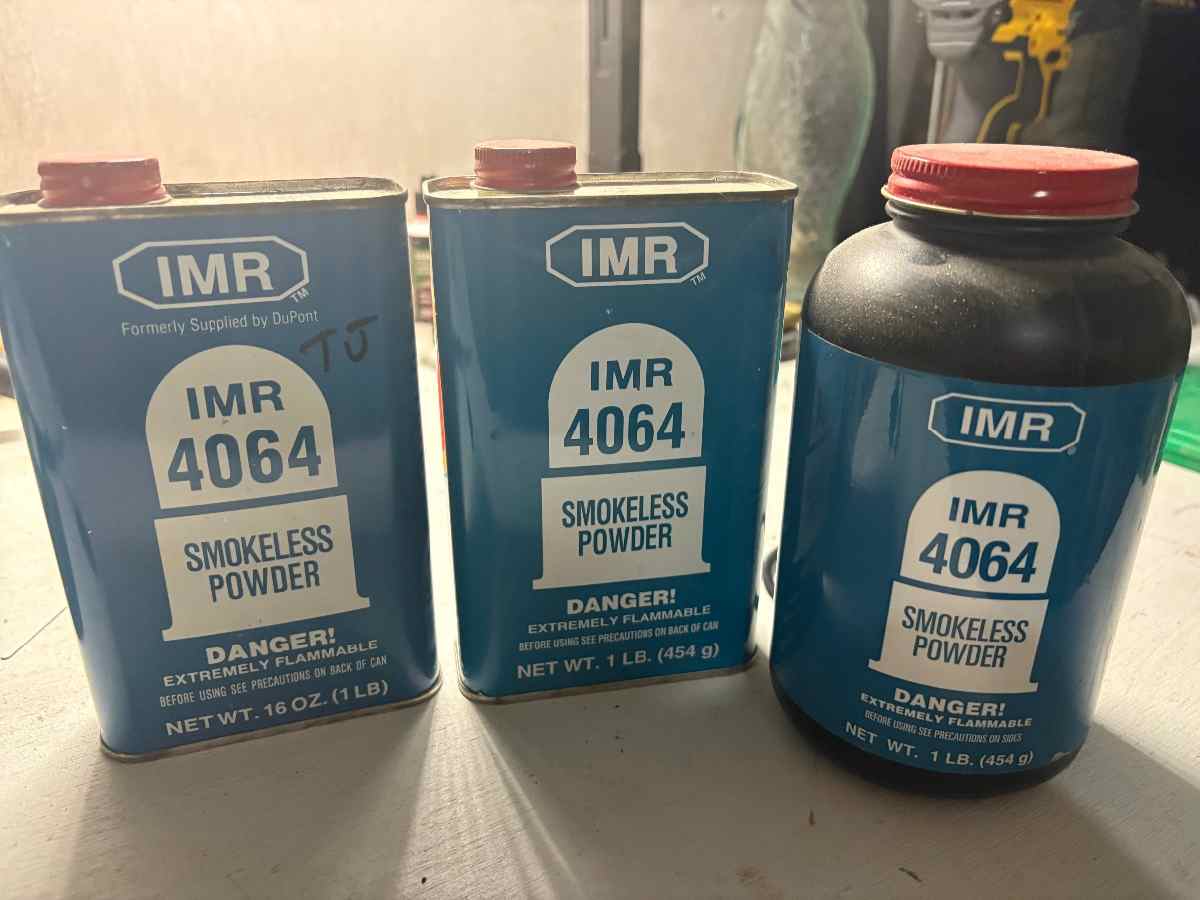 IMR
TM
Formerly Supplied by DuPont
TJ
IMR
4064
SMOKELESS
POWDER
DANGER!
EXTREMELY FLAMMABLE
BEFORE USING SEE PRECAUTIONS ON BACK OF CAN
NET WT. 16 OZ. (1 LB)
IMR
TM
IMR
4064
SMOKELESS
POWDER
DANGER!
EXTREMELY FLAMMABLE
BEFORE USING SEE PRECAUTIONS ON BACK OF CAN
NET WT. 1 LB. (454 g)
IMR
®
IMR
4064
SMOKELESS
POWDER
DANGER!
EXTREMELY FLAMMABLE
BEFORE USING SEE PRECAUTIONS ON SIDES
NET WT. 1 LB. (454 g)